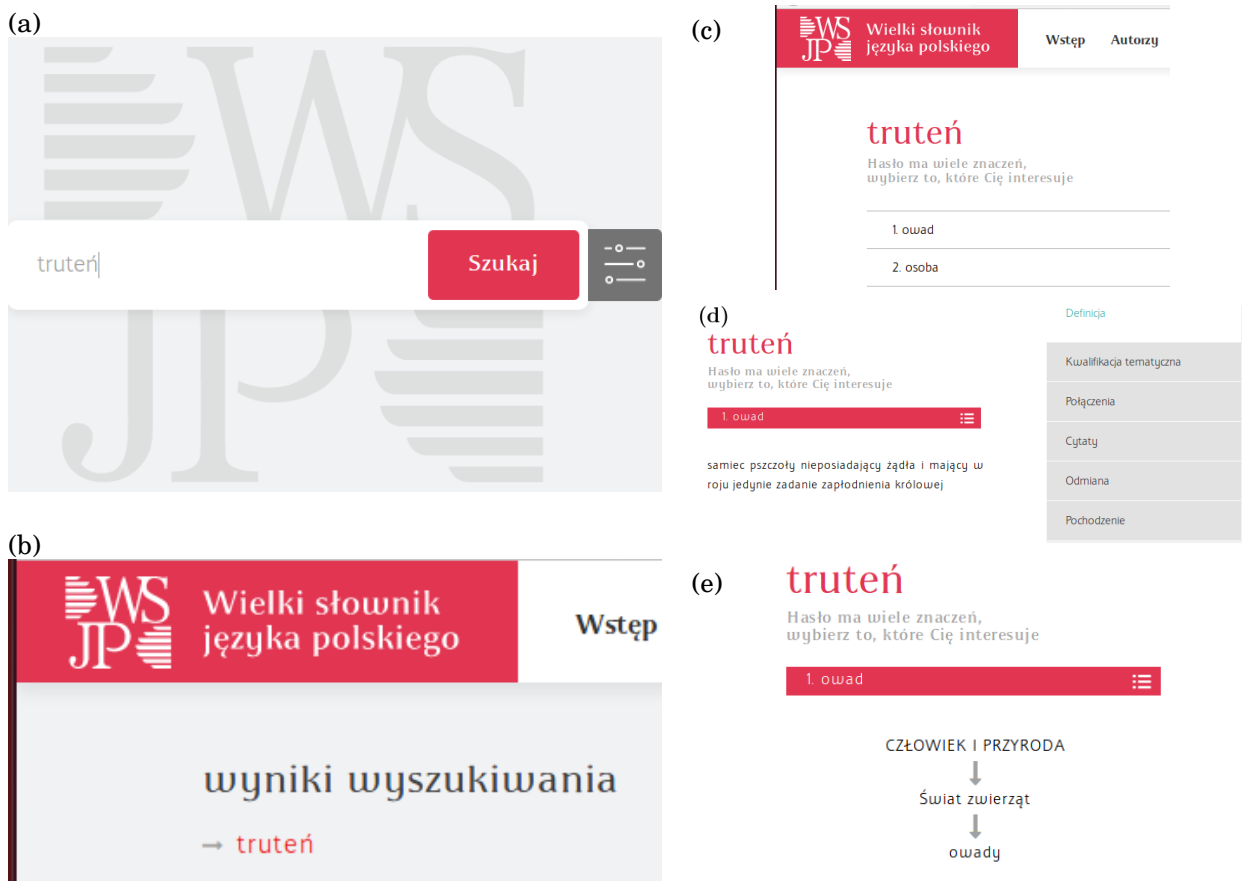 (a)
WS
JP
truteń
Szukaj
(b)
WS
JP
Wielki słownik
języka polskiego
Wstęp
wyniki wyszukiwania
→ truteń
(c)
WS
JP
Wielki słownik
języka polskiego
Wstęp
Autorzy
truteń
Hasło ma wiele znaczeń,
wybierz to, które Cię interesuje
1. owad
2. osoba
(d)
truteń
Hasło ma wiele znaczeń,
wybierz to, które Cię interesuje
1. owad
samiec pszczoły nieposiadający żądła i mający w
roju jedynie zadanie zapłodnienia królowej
Definicja
Kwalifikacja tematyczna
Połączenia
Cytaty
Odmiana
Pochodzenie
(e)
truteń
Hasło ma wiele znaczeń,
wybierz to, które Cię interesuje
1. owad
CZŁOWIEK I PRZYRODA
Świat zwierząt
owady